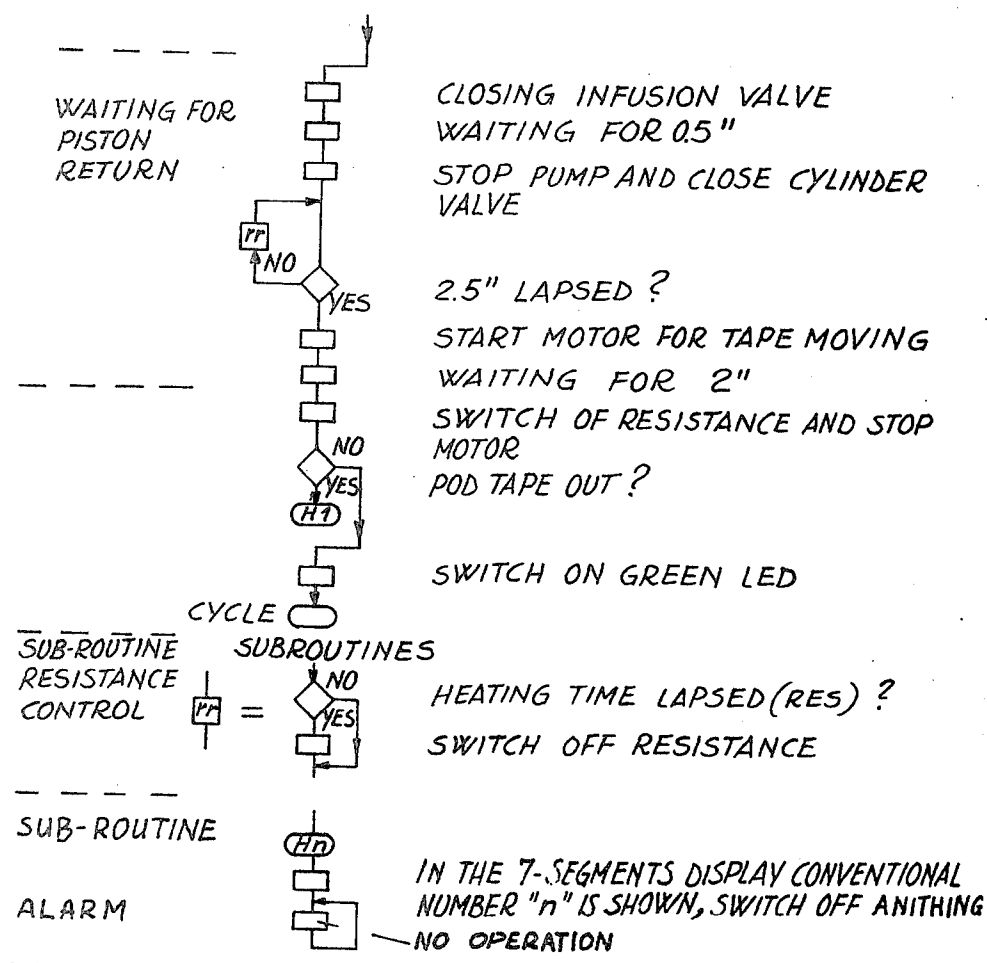 WAITING FOR
PISTON
RETURN
CLOSING INFUSION VALVE
WAITING FOR 0.5"
STOP PUMP AND CLOSE CYLINDER
VALVE
rr
NO
YES
2.5" LAPSED ?
START MOTOR FOR TAPE MOVING
WAITING FOR 2"
SWITCH OF RESISTANCE AND STOP
MOTOR
NO
YES
POD TAPE OUT ?
H1
SWITCH ON GREEN LED
CYCLE
SUB-ROUTINE
RESISTANCE
CONTROL
rr =
SUBROUTINES
NO
YES
HEATING TIME LAPSED (RES) ?
SWITCH OFF RESISTANCE
SUB-ROUTINE
ALARM
Hn
IN THE 7-SEGMENTS DISPLAY CONVENTIONAL
NUMBER "n" IS SHOWN, SWITCH OFF ANITHING
NO OPERATION